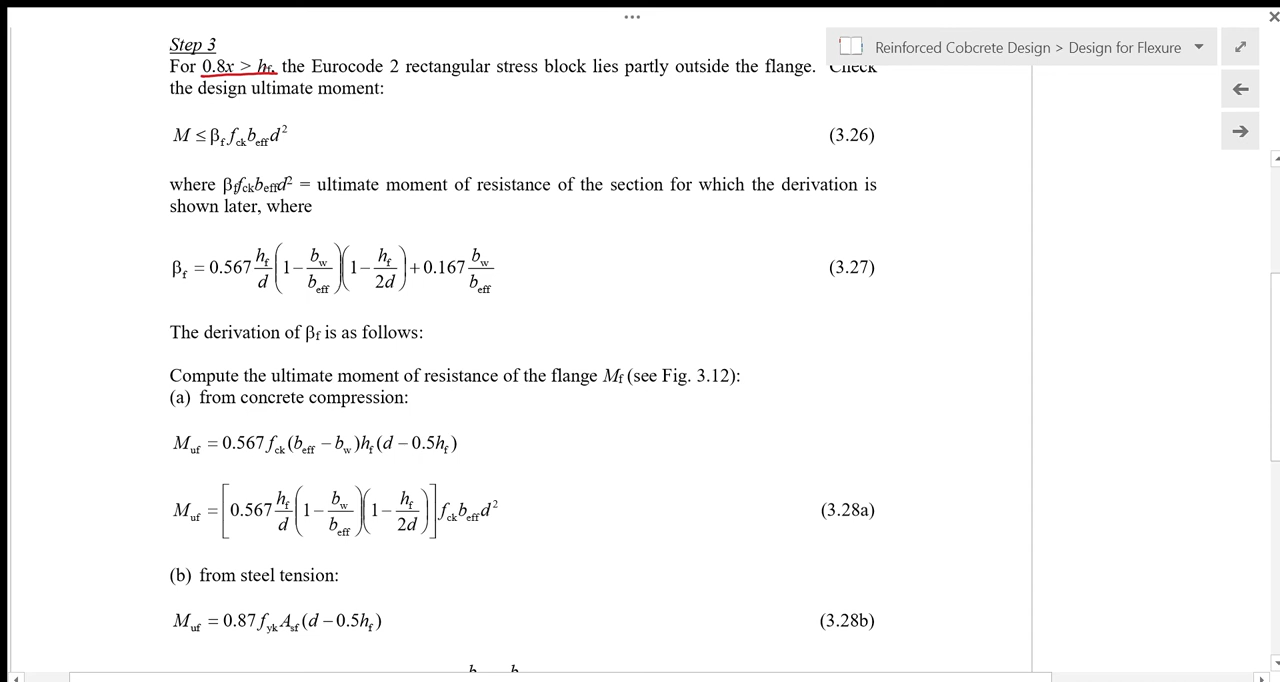 ...
Reinforced Cobcrete Design > Design for Flexure
Step 3
For 0.8x > hf, the Eurocode 2 rectangular stress block lies partly outside the flange. Check
the design ultimate moment:
M ≤ βf fck beff d² (3.26)
where βf fck beff d² = ultimate moment of resistance of the section for which the derivation is
shown later, where
βf = 0.567 hf/d (1 − bw/beff)(1 − hf/2d) + 0.167 bw/beff (3.27)
The derivation of βf is as follows:
Compute the ultimate moment of resistance of the flange Mf (see Fig. 3.12):
(a) from concrete compression:
Muf = 0.567 fck (beff − bw) hf (d − 0.5hf)
Muf = [0.567 hf/d (1 − bw/beff)(1 − hf/2d)] fck beff d² (3.28a)
(b) from steel tension:
Muf = 0.87 fyk Asf (d − 0.5hf) (3.28b)